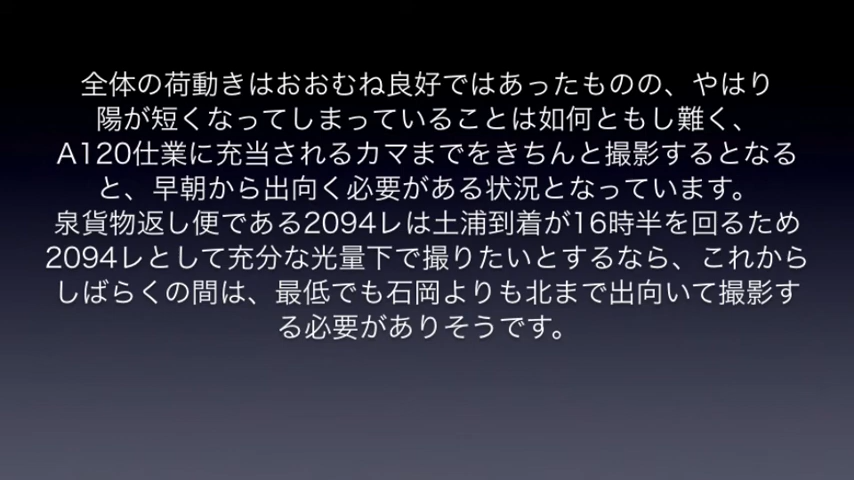 全体の荷動きはおおむね良好ではあったものの、やはり
陽が短くなってしまっていることは如何ともし難く、
A120仕業に充当されるカマまでをきちんと撮影するとなる
と、早朝から出向く必要がある状況となっています。
泉貨物返し便である2094レは土浦到着が16時半を回るため
2094レとして充分な光量下で撮りたいとするなら、これから
しばらくの間は、最低でも石岡よりも北まで出向いて撮影す
る必要がありそうです。